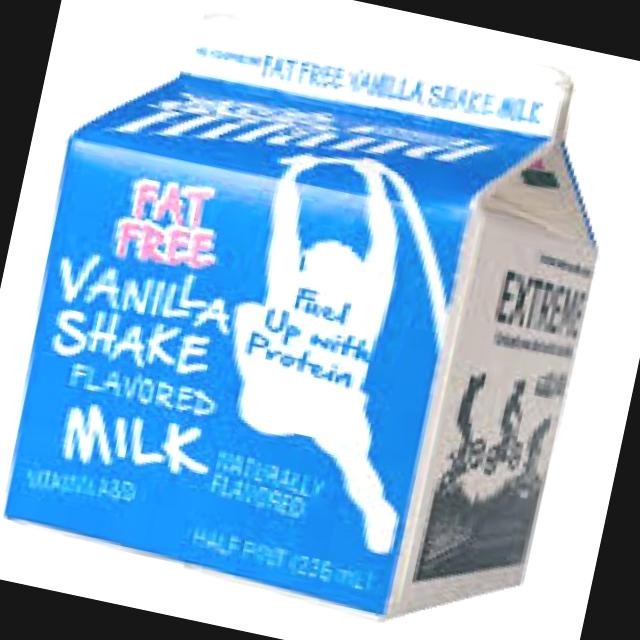 FAT FREE VANILLA SHAKE MILK
FAT
FREE
VANILLA
SHAKE
FLAVORED
MILK
NATURALLY
FLAVORED
VITAMIN A & D
HALF PINT (236 mL)
Fuel
Up with
Protein
EXTREME